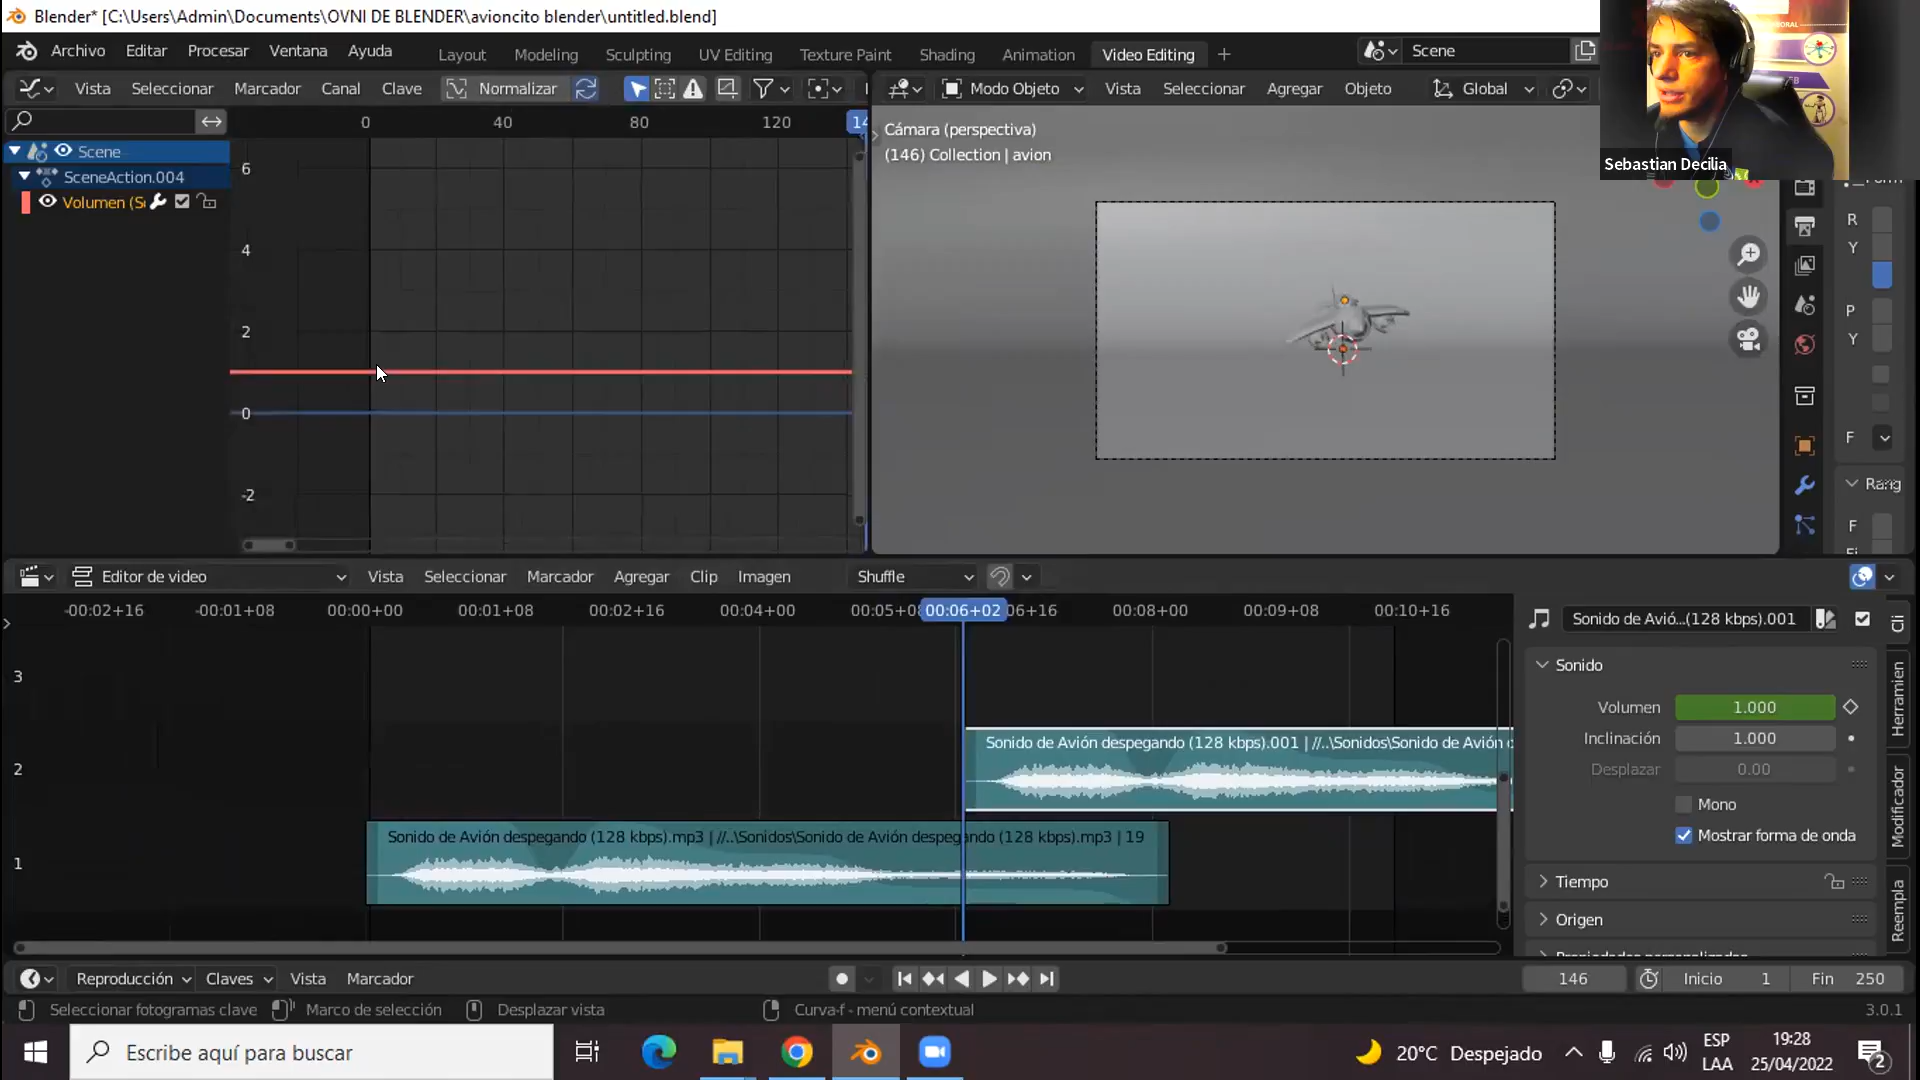 Blender* [C:\Users\Admin\Documents\OVNI DE BLENDER\avioncito blender\untitled.blend]
Archivo Editar Procesar Ventana Ayuda Layout Modeling Sculpting UV Editing Texture Paint Shading Animation Video Editing + Scene
Vista Seleccionar Marcador Canal Clave Normalizar
Modo Objeto Vista Seleccionar Agregar Objeto Global
0 40 80 120 14
Scene
SceneAction.004
Volumen (S
6
4
2
0
-2
Cámara (perspectiva)
(146) Collection | avion
Sebastian Decilia
R
Y
P
Y
F
Rang
F
Editor de video Vista Seleccionar Marcador Agregar Clip Imagen Shuffle
-00:02+16 -00:01+08 00:00+00 00:01+08 00:02+16 00:04+00 00:05+08 00:06+02 06+16 00:08+00 00:09+08 00:10+16
3
2
1
Sonido de Avión despegando (128 kbps).001 | //..\Sonidos\Sonido de Avión
Sonido de Avión despegando (128 kbps).mp3 | //..\Sonidos\Sonido de Avión despegando (128 kbps).mp3 | 19
Sonido de Avió...(128 kbps).001
Sonido
Volumen 1.000
Inclinación 1.000
Desplazar 0.00
Mono
Mostrar forma de onda
Tiempo
Origen
Cli
Herramien
Modificador
Reempla
Reproducción Claves Vista Marcador
146 Inicio 1 Fin 250
Seleccionar fotogramas clave Marco de selección Desplazar vista Curva-f - menú contextual 3.0.1
Escribe aquí para buscar
20°C Despejado
ESP
LAA
19:28
25/04/2022
2